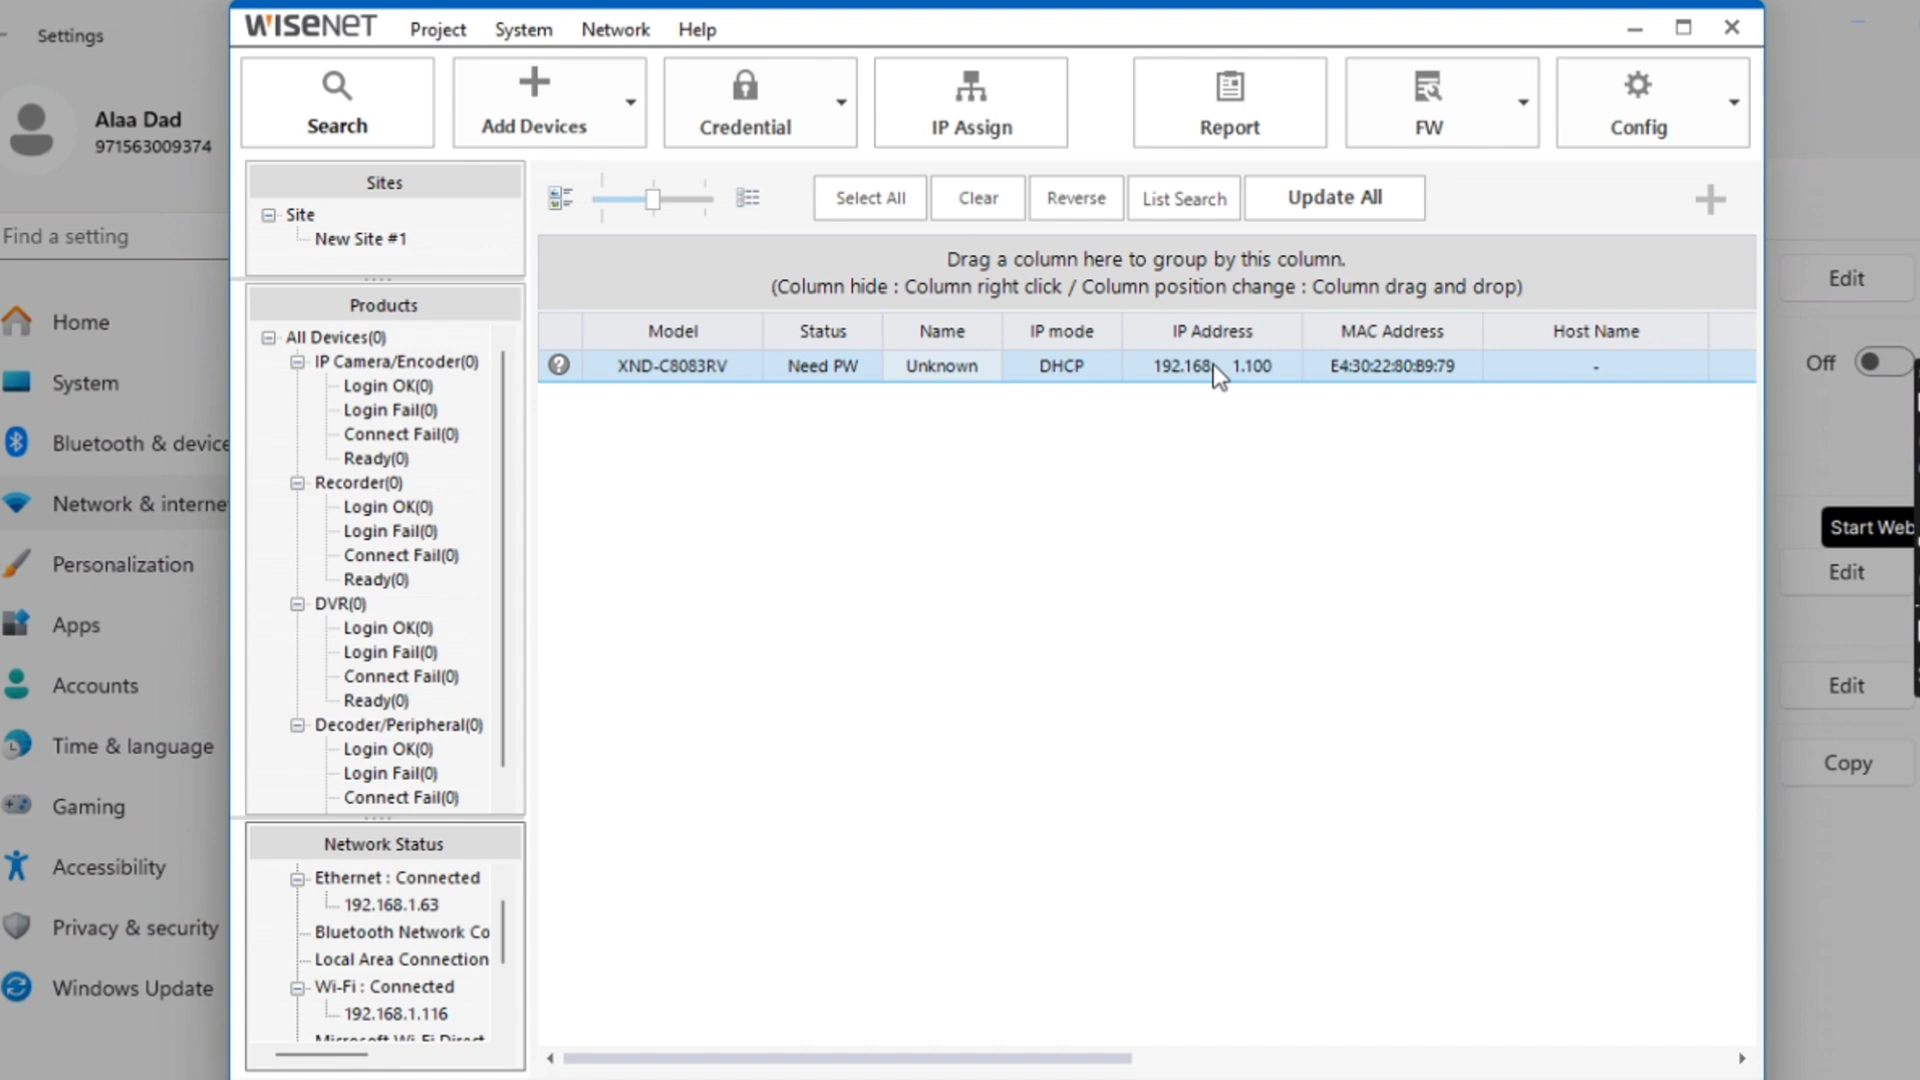 Settings
Alaa Dad
971563009374
Find a setting
Home
System
Bluetooth & device
Network & interne
Personalization
Apps
Accounts
Time & language
Gaming
Accessibility
Privacy & security
Windows Update
WISENET
Project
System
Network
Help
Search
Add Devices
Credential
IP Assign
Report
FW
Config
Sites
Site
New Site #1
Products
All Devices(0)
IP Camera/Encoder(0)
Login OK(0)
Login Fail(0)
Connect Fail(0)
Ready(0)
Recorder(0)
Login OK(0)
Login Fail(0)
Connect Fail(0)
Ready(0)
DVR(0)
Login OK(0)
Login Fail(0)
Connect Fail(0)
Ready(0)
Decoder/Peripheral(0)
Login OK(0)
Login Fail(0)
Connect Fail(0)
Network Status
Ethernet : Connected
192.168.1.63
Bluetooth Network Co
Local Area Connection
Wi-Fi : Connected
192.168.1.116
Microsoft Wi-Fi Direct
Select All
Clear
Reverse
List Search
Update All
Drag a column here to group by this column.
(Column hide : Column right click / Column position change : Column drag and drop)
Model Status Name IP mode IP Address MAC Address Host Name
XND-C8083RV Need PW Unknown DHCP 192.168. 1.100 E4:30:22:80:B9:79 -
Edit
Off
Start Web
Edit
Edit
Copy